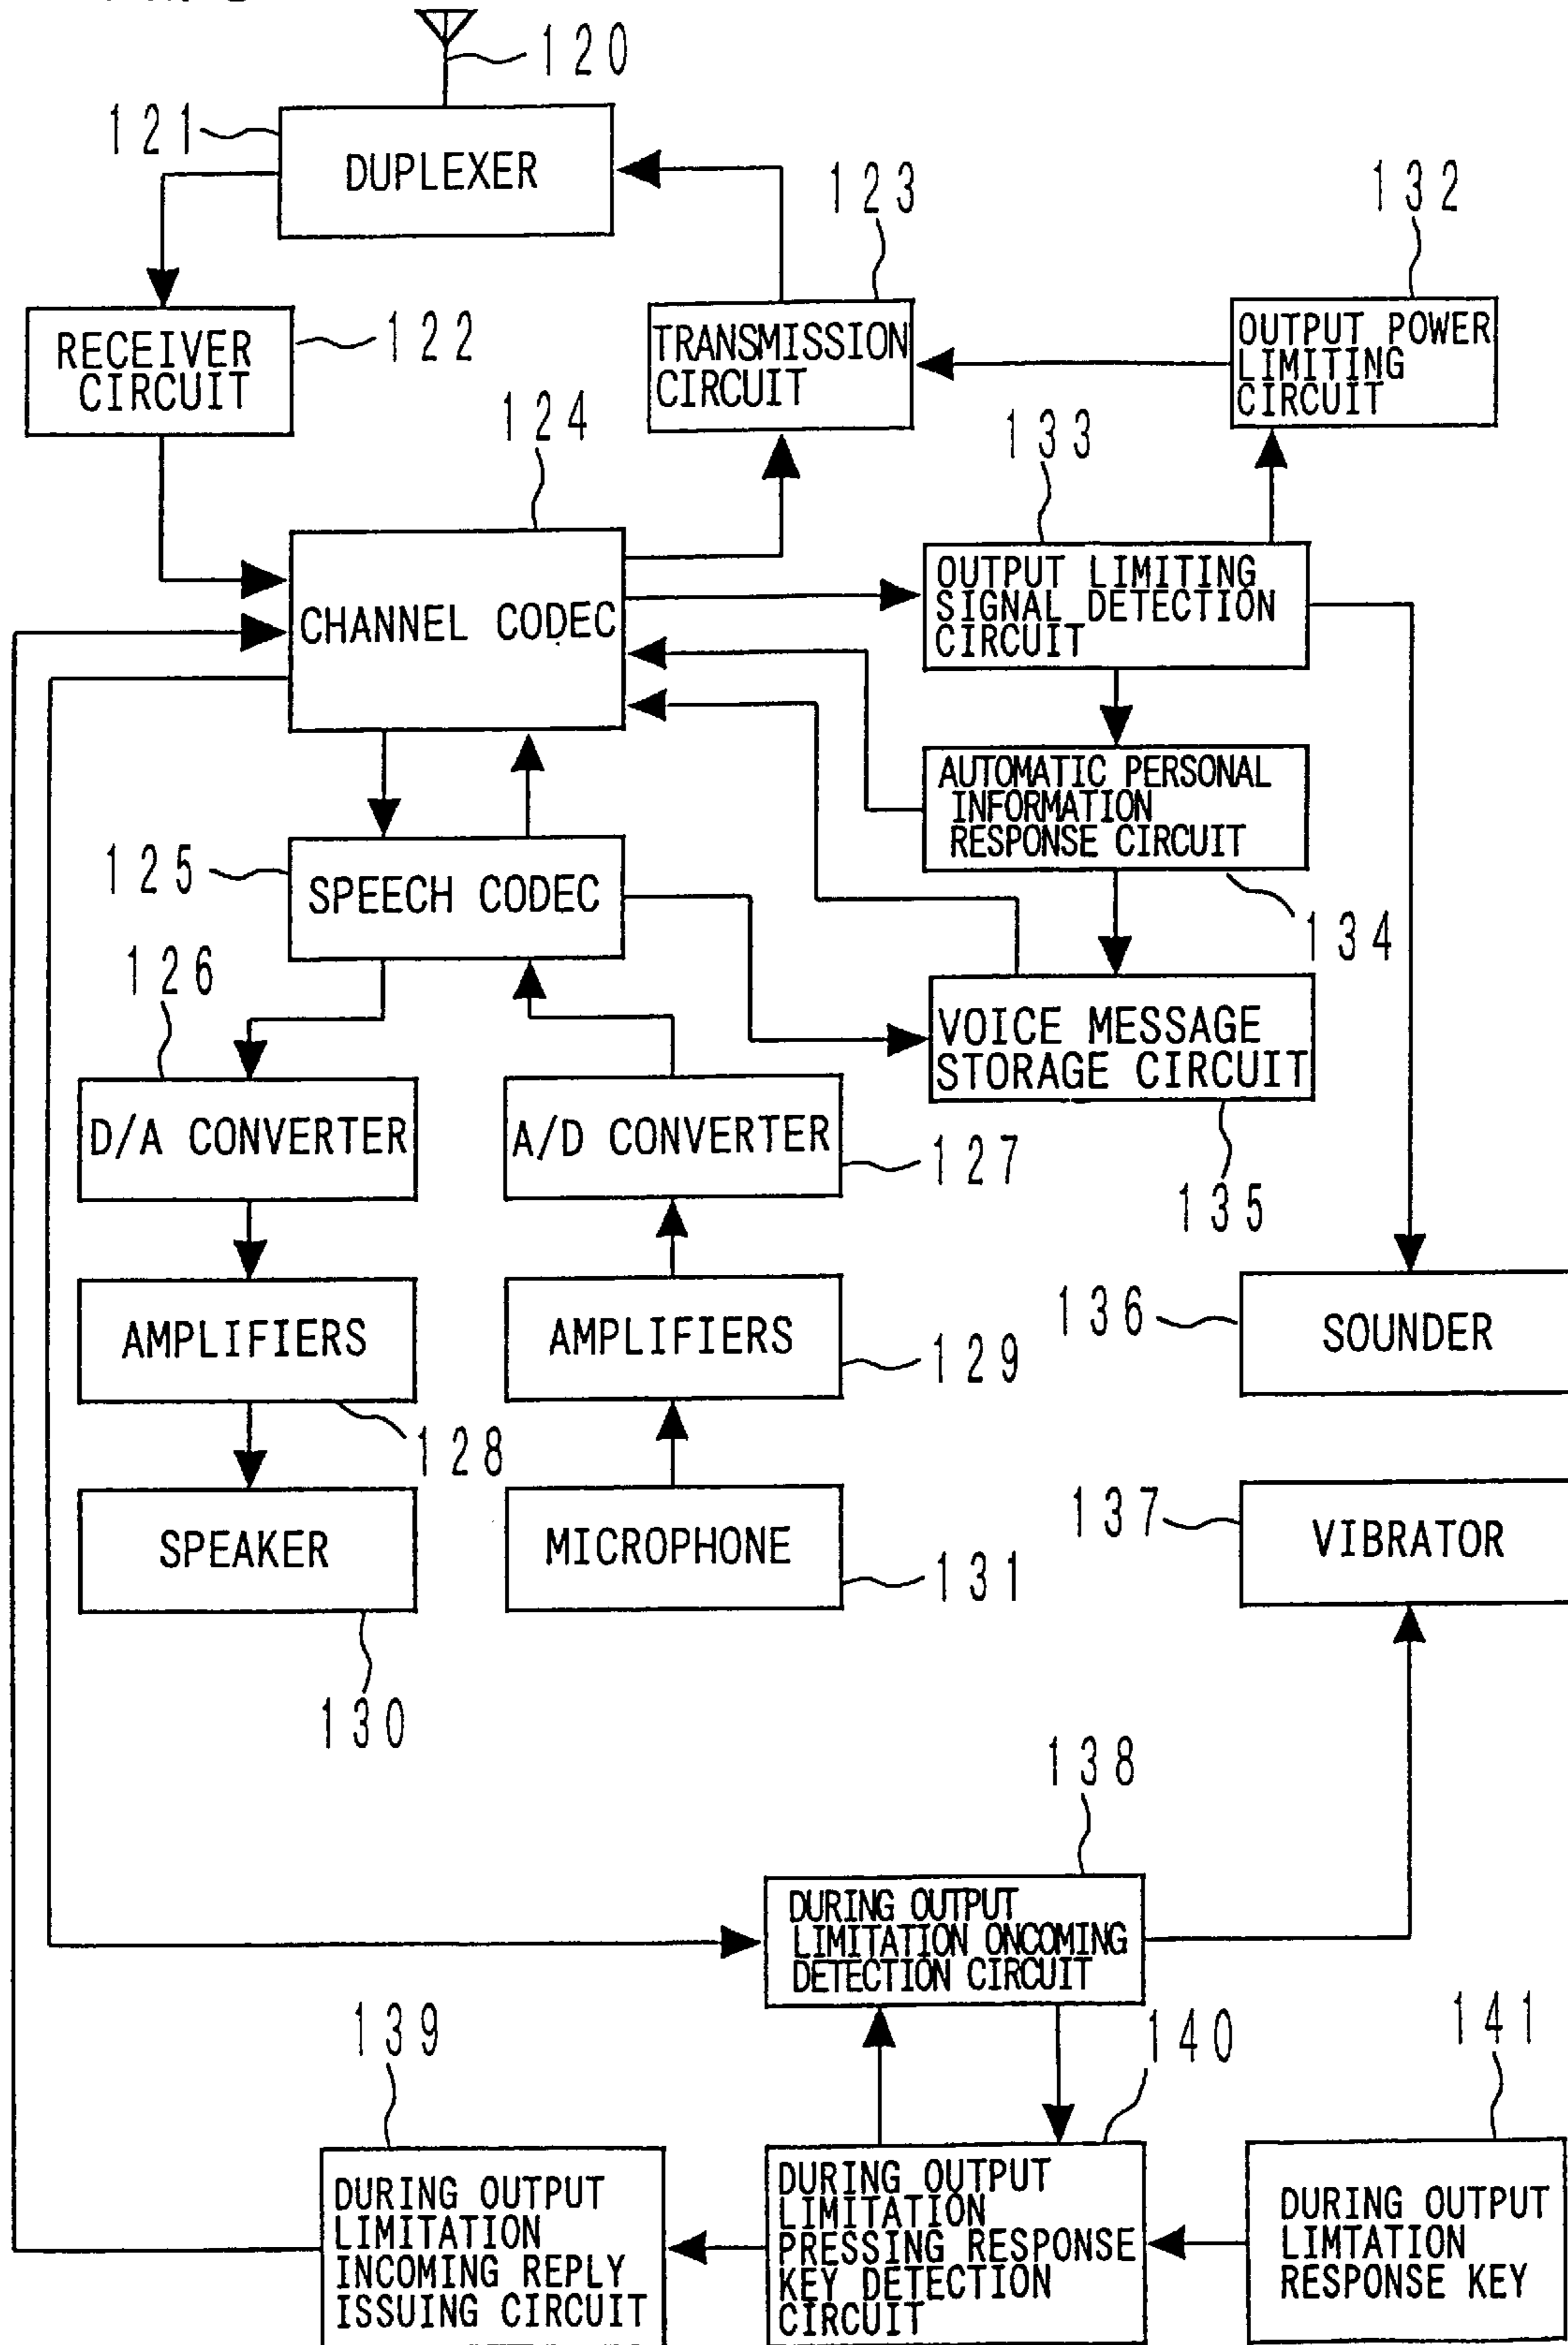 120
121
DUPLEXER
123
132
RECEIVER
CIRCUIT
122
TRANSMISSION
CIRCUIT
OUTPUT POWER
LIMITING
CIRCUIT
124
133
CHANNEL CODEC
OUTPUT LIMITING
SIGNAL DETECTION
CIRCUIT
AUTOMATIC PERSONAL
INFORMATION
RESPONSE CIRCUIT
134
125
SPEECH CODEC
126
VOICE MESSAGE
STORAGE CIRCUIT
135
D/A CONVERTER
A/D CONVERTER
127
AMPLIFIERS
128
AMPLIFIERS
129
136
SOUNDER
SPEAKER
130
MICROPHONE
131
137
VIBRATOR
138
DURING OUTPUT
LIMITATION ONCOMING
DETECTION CIRCUIT
139
140
141
DURING OUTPUT
LIMITATION
INCOMING REPLY
ISSUING CIRCUIT
DURING OUTPUT
LIMITATION
PRESSING RESPONSE
KEY DETECTION
CIRCUIT
DURING OUTPUT
LIMTATION
RESPONSE KEY